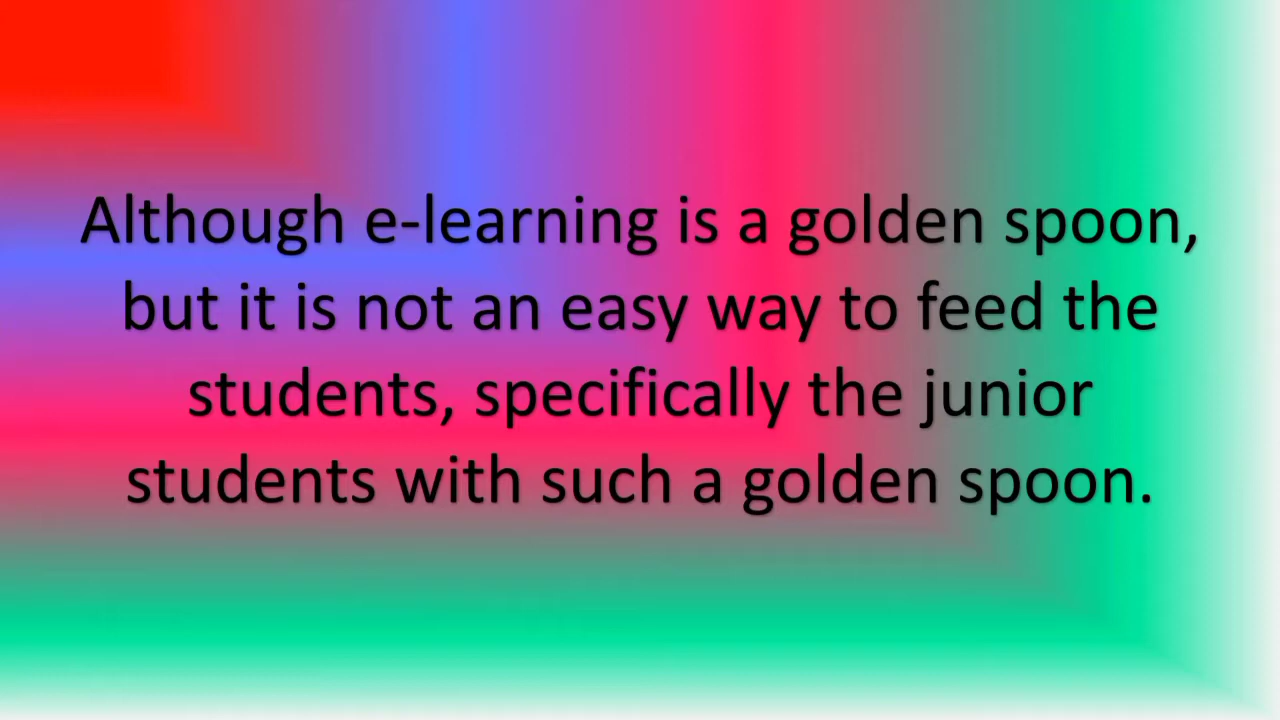 Although e-learning is a golden spoon,
but it is not an easy way to feed the
students, specifically the junior
students with such a golden spoon.